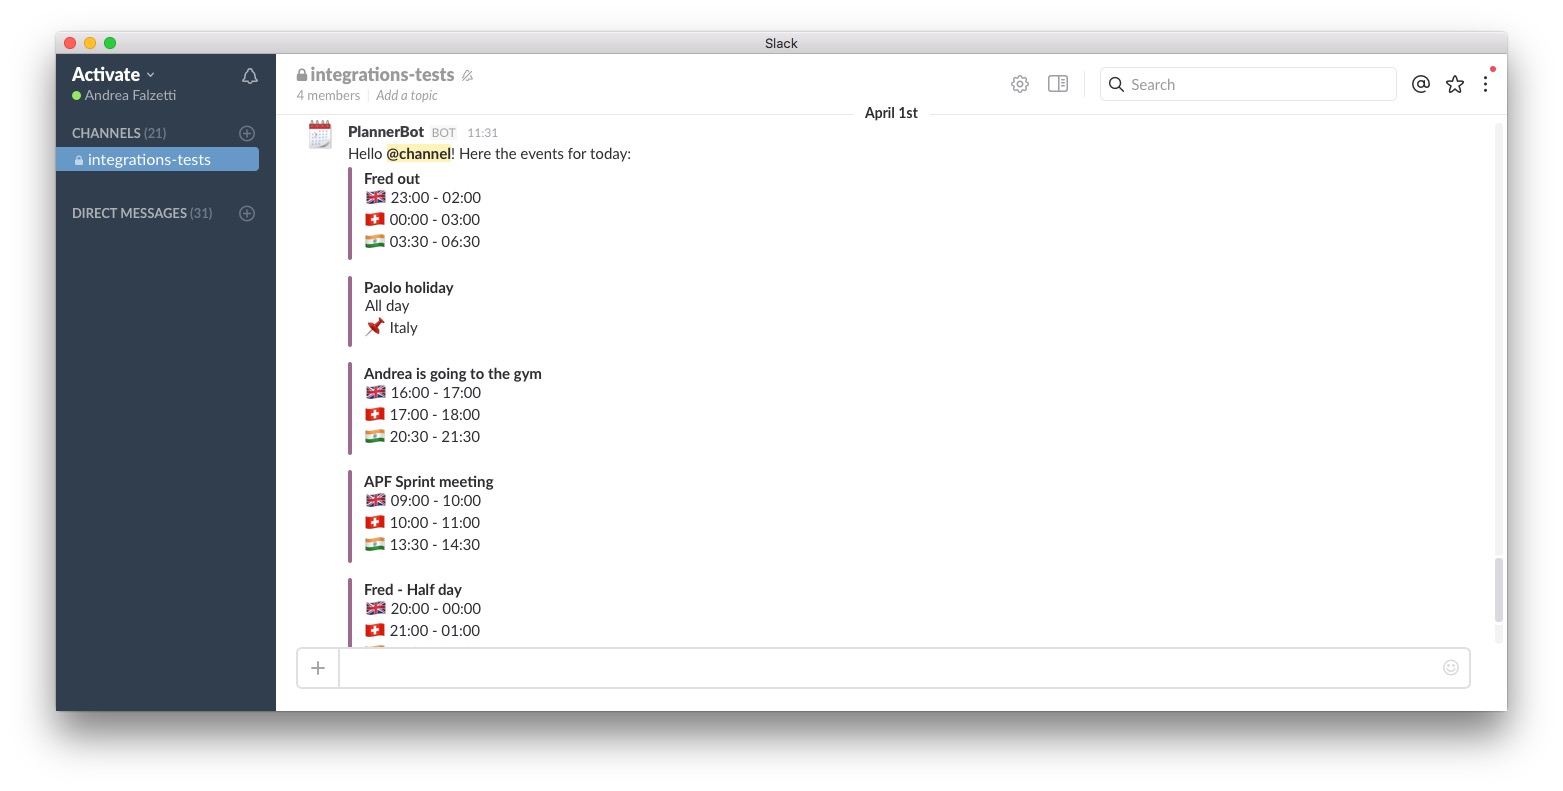 Slack
Activate
Andrea Falzetti
CHANNELS (21)
integrations-tests
DIRECT MESSAGES (31)
integrations-tests
4 members Add a topic
Search
April 1st
PlannerBot BOT 11:31
Hello @channel! Here the events for today:
Fred out
23:00 - 02:00
00:00 - 03:00
03:30 - 06:30
Paolo holiday
All day
Italy
Andrea is going to the gym
16:00 - 17:00
17:00 - 18:00
20:30 - 21:30
APF Sprint meeting
09:00 - 10:00
10:00 - 11:00
13:30 - 14:30
Fred - Half day
20:00 - 00:00
21:00 - 01:00